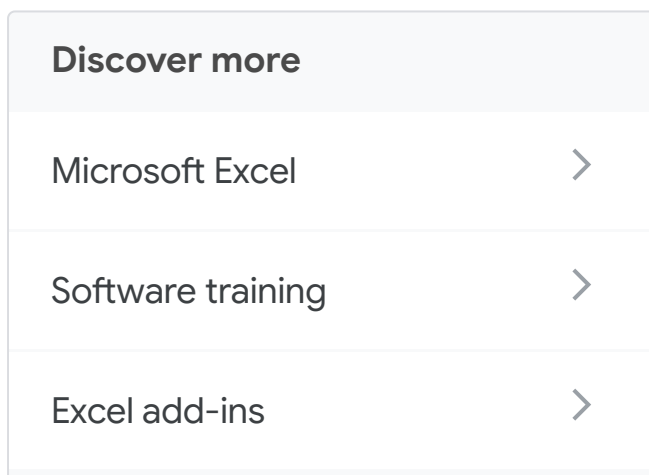 Discover more
Microsoft Excel
Software training
Excel add-ins